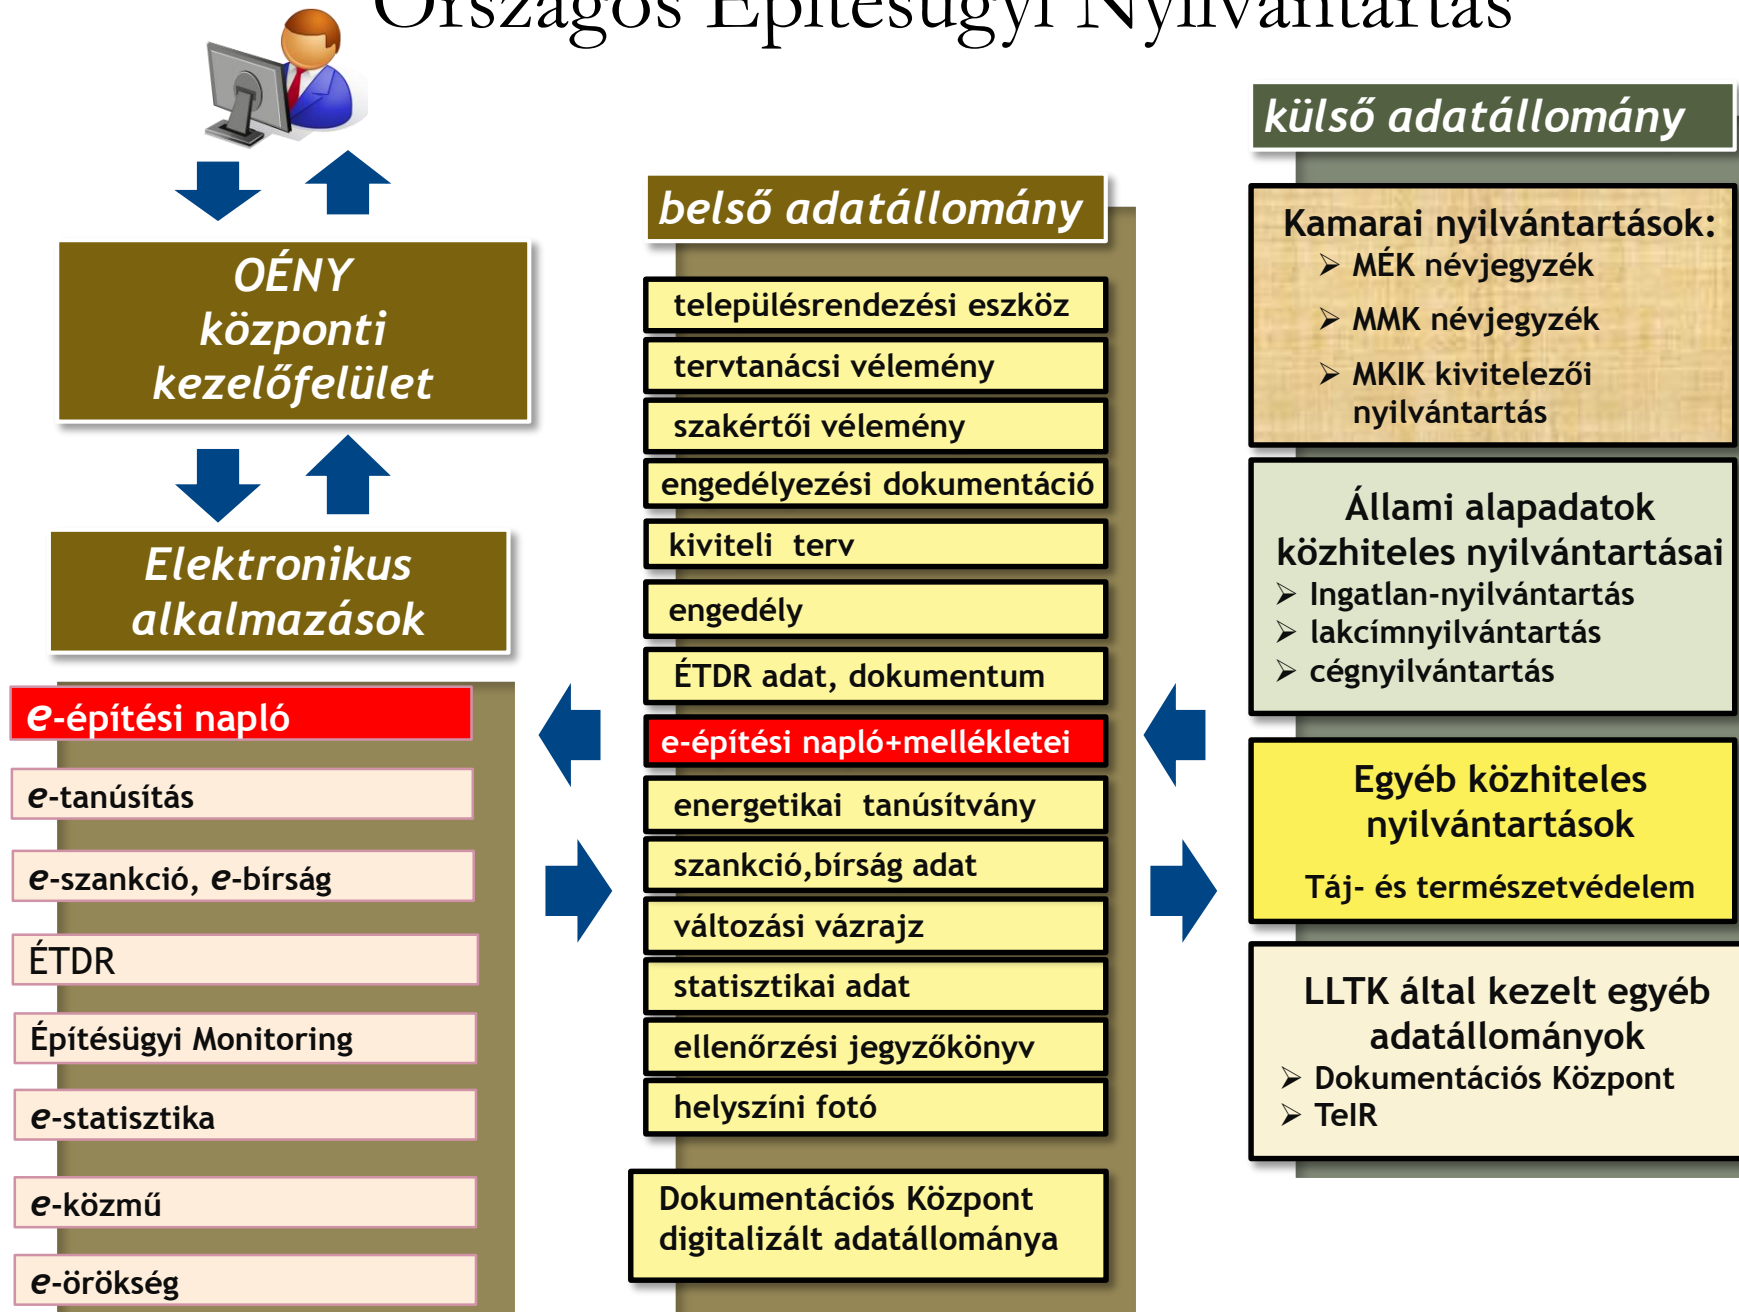 Országos Építésügyi Nyilvántartás
OÉNY
központi
kezelőfelület
Elektronikus
alkalmazások
e-építési napló
e-tanúsítás
e-szankció, e-bírság
ÉTDR
Építésügyi Monitoring
e-statisztika
e-közmű
e-örökség
belső adatállomány
településrendezési eszköz
tervtanácsi vélemény
szakértői vélemény
engedélyezési dokumentáció
kiviteli terv
engedély
ÉTDR adat, dokumentum
e-építési napló+mellékletei
energetikai tanúsítvány
szankció,bírság adat
változási vázrajz
statisztikai adat
ellenőrzési jegyzőkönyv
helyszíni fotó
Dokumentációs Központ
digitalizált adatállománya
külső adatállomány
Kamarai nyilvántartások:
➢ MÉK névjegyzék
➢ MMK névjegyzék
➢ MKIK kivitelezői
nyilvántartás
Állami alapadatok
közhiteles nyilvántartásai
➢ Ingatlan-nyilvántartás
➢ lakcímnyilvántartás
➢ cégnyilvántartás
Egyéb közhiteles
nyilvántartások
Táj- és természetvédelem
LLTK által kezelt egyéb
adatállományok
➢ Dokumentációs Központ
➢ TeIR